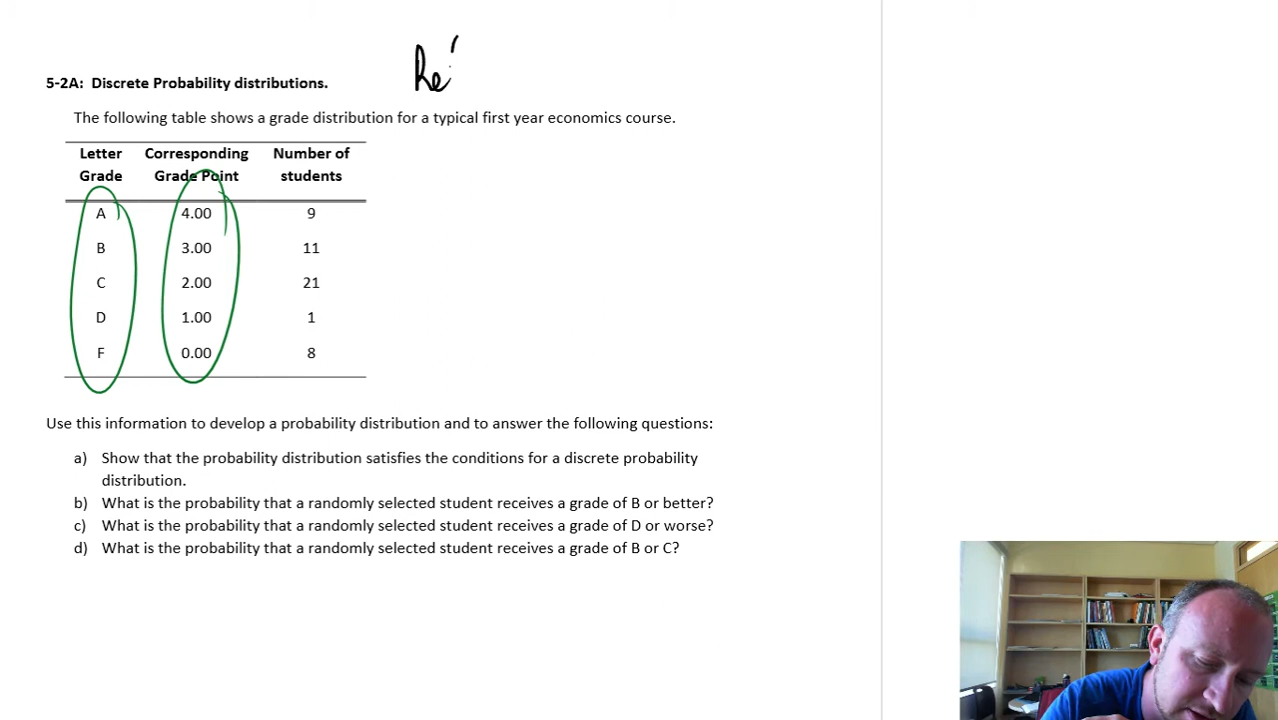 5-2A: Discrete Probability distributions.
The following table shows a grade distribution for a typical first year economics course.
Letter Grade Corresponding Grade Point Number of students
A 4.00 9
B 3.00 11
C 2.00 21
D 1.00 1
F 0.00 8
Use this information to develop a probability distribution and to answer the following questions:
a) Show that the probability distribution satisfies the conditions for a discrete probability
distribution.
b) What is the probability that a randomly selected student receives a grade of B or better?
c) What is the probability that a randomly selected student receives a grade of D or worse?
d) What is the probability that a randomly selected student receives a grade of B or C?